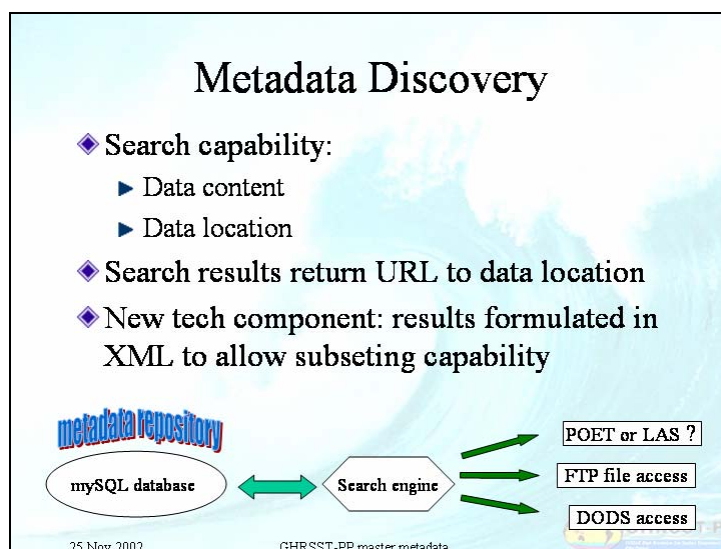 Metadata Discovery
Search capability:
Data content
Data location
Search results return URL to data location
New tech component: results formulated in
XML to allow subseting capability
metadata repository
mySQL database
Search engine
POET or LAS ?
FTP file access
DODS access
25 Nov 2002
GHRSST-PP master metadata